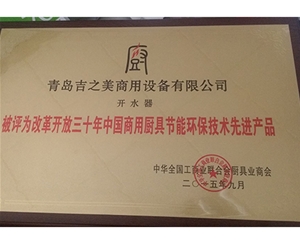 厨
青岛吉之美商用设备有限公司
开水器
被评为改革开放三十年中国商用厨具节能环保技术先进产品
中华全国工商业联合会厨具业商会
二〇一五年九月